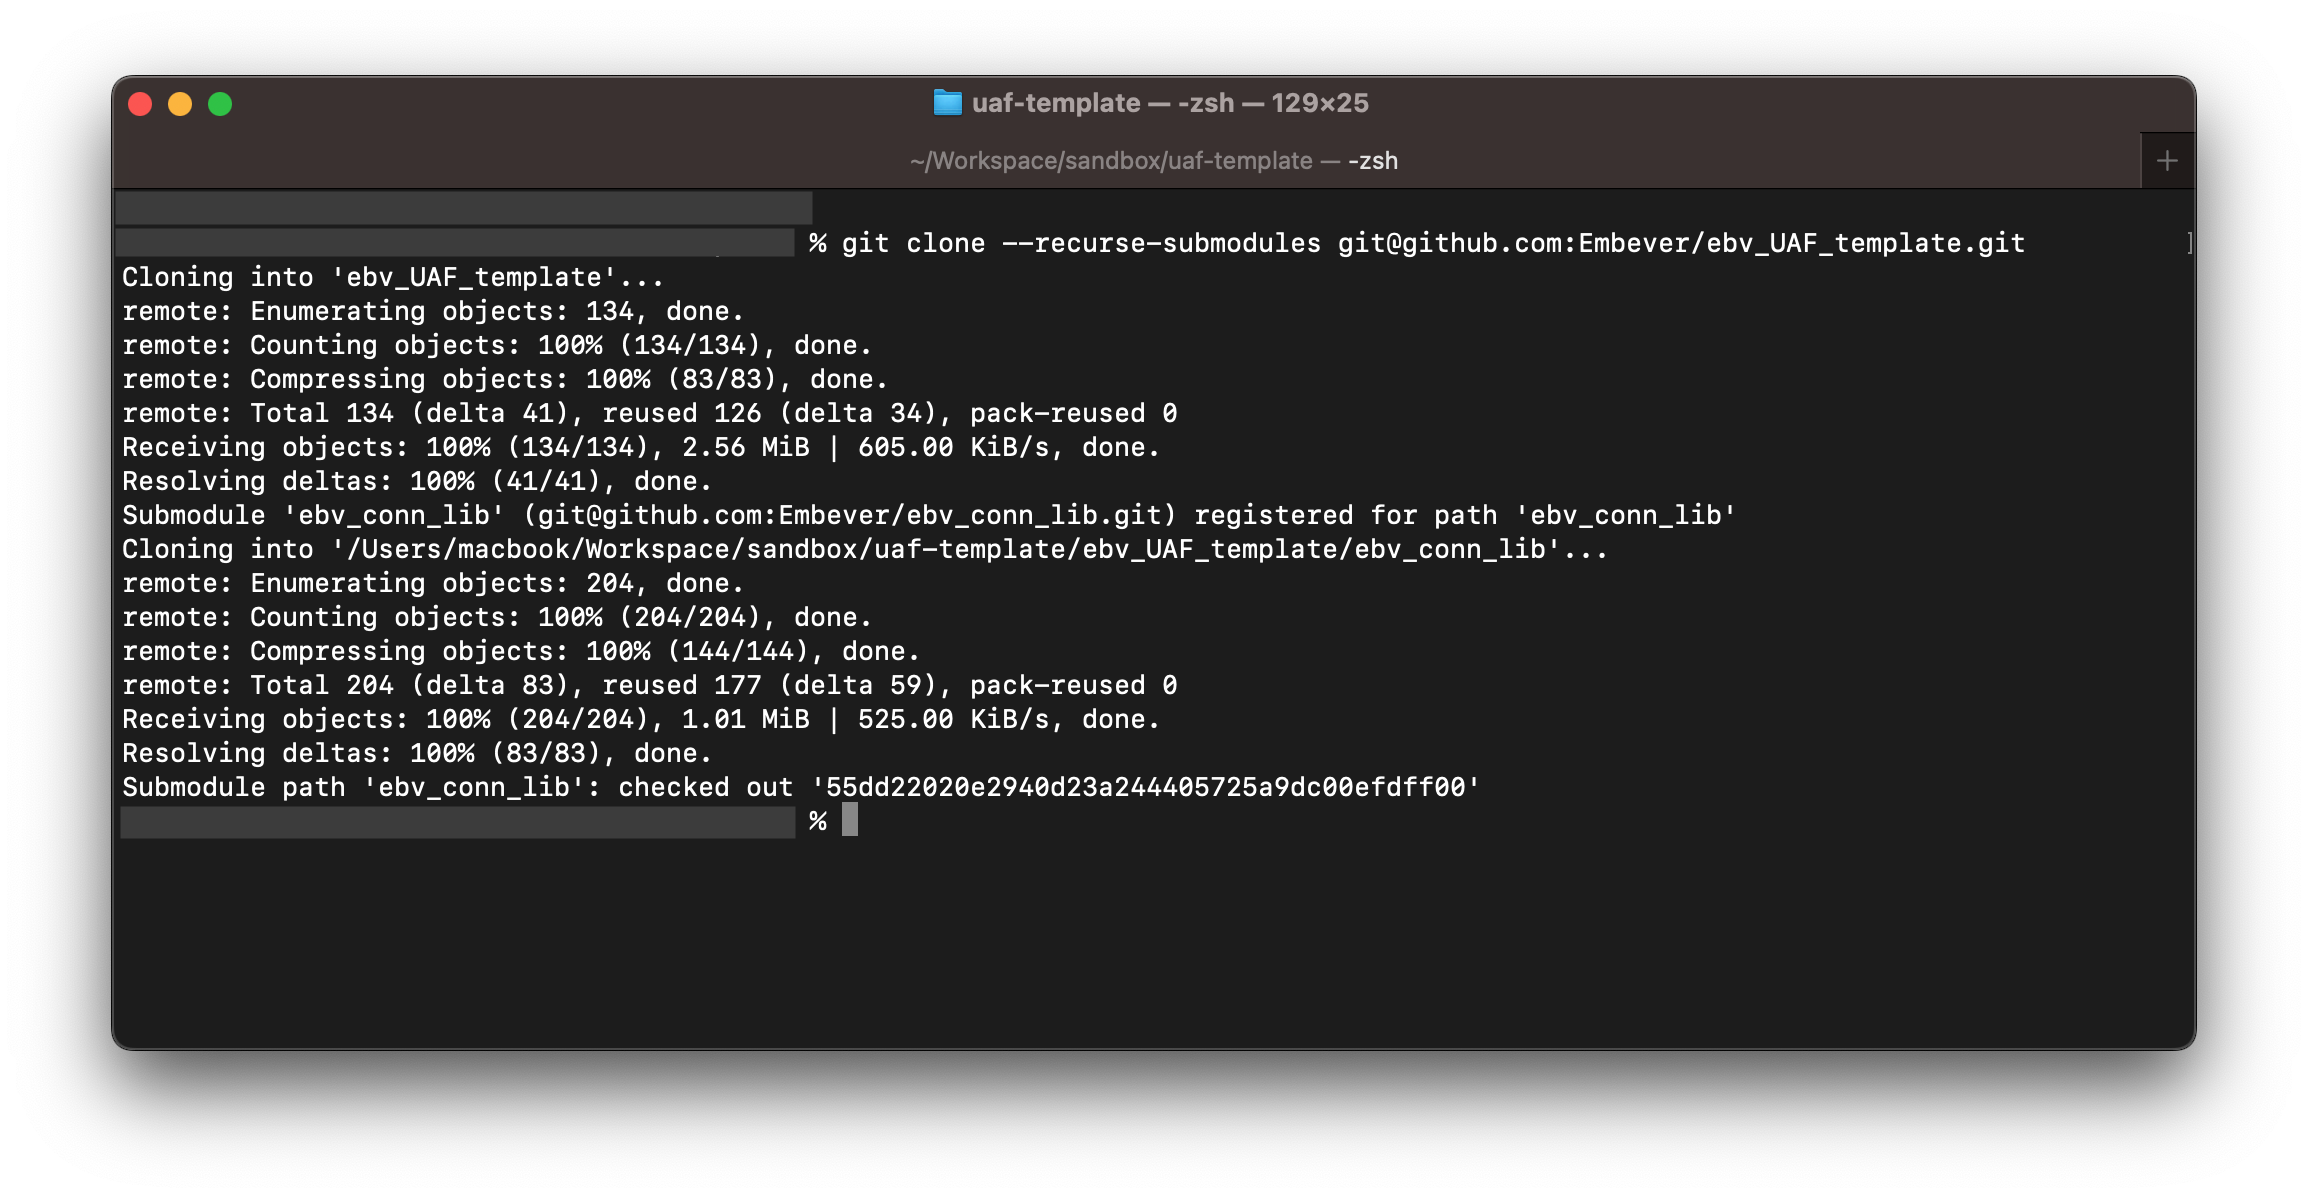 uaf-template — -zsh — 129×25
~/Workspace/sandbox/uaf-template — -zsh
% git clone --recurse-submodules git@github.com:Embever/ebv_UAF_template.git ]
Cloning into 'ebv_UAF_template'...
remote: Enumerating objects: 134, done.
remote: Counting objects: 100% (134/134), done.
remote: Compressing objects: 100% (83/83), done.
remote: Total 134 (delta 41), reused 126 (delta 34), pack-reused 0
Receiving objects: 100% (134/134), 2.56 MiB | 605.00 KiB/s, done.
Resolving deltas: 100% (41/41), done.
Submodule 'ebv_conn_lib' (git@github.com:Embever/ebv_conn_lib.git) registered for path 'ebv_conn_lib'
Cloning into '/Users/macbook/Workspace/sandbox/uaf-template/ebv_UAF_template/ebv_conn_lib'...
remote: Enumerating objects: 204, done.
remote: Counting objects: 100% (204/204), done.
remote: Compressing objects: 100% (144/144), done.
remote: Total 204 (delta 83), reused 177 (delta 59), pack-reused 0
Receiving objects: 100% (204/204), 1.01 MiB | 525.00 KiB/s, done.
Resolving deltas: 100% (83/83), done.
Submodule path 'ebv_conn_lib': checked out '55dd22020e2940d23a244405725a9dc00efdff00'
%